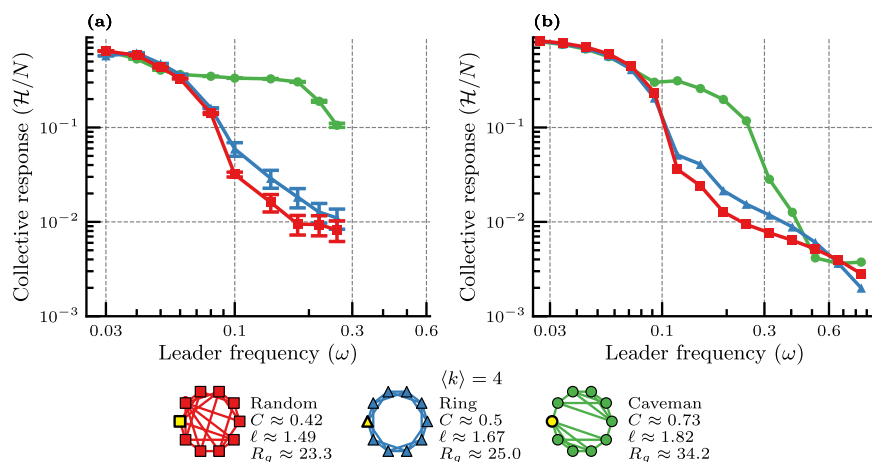 (a)
(b)
Collective response (ℋ/N)
10⁻¹
10⁻²
10⁻³
0.03
0.1
0.3
0.6
Leader frequency (ω)
Collective response (ℋ/N)
10⁻¹
10⁻²
10⁻³
0.1
0.3
0.6
Leader frequency (ω)
⟨k⟩ = 4
Random
C ≈ 0.42
ℓ ≈ 1.49
R_g ≈ 23.3
Ring
C ≈ 0.5
ℓ ≈ 1.67
R_g ≈ 25.0
Caveman
C ≈ 0.73
ℓ ≈ 1.82
R_g ≈ 34.2